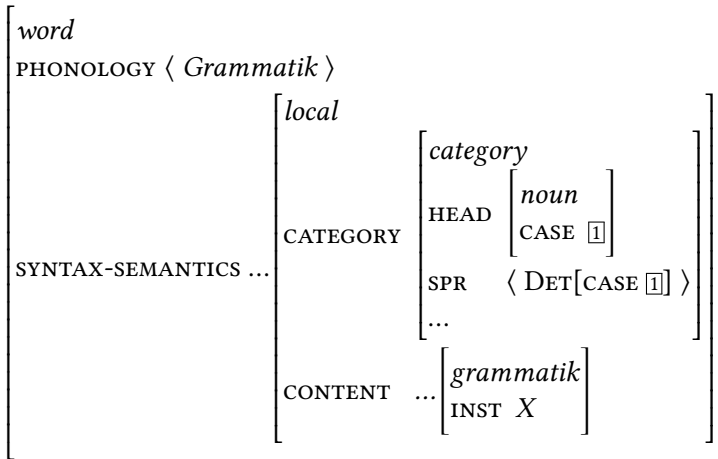 word
PHONOLOGY ⟨ Grammatik ⟩
local
category
noun
HEAD
CASE 1
CATEGORY
SYNTAX-SEMANTICS ...
SPR ⟨ DET[CASE 1] ⟩
...
grammatik
CONTENT ...
INST X